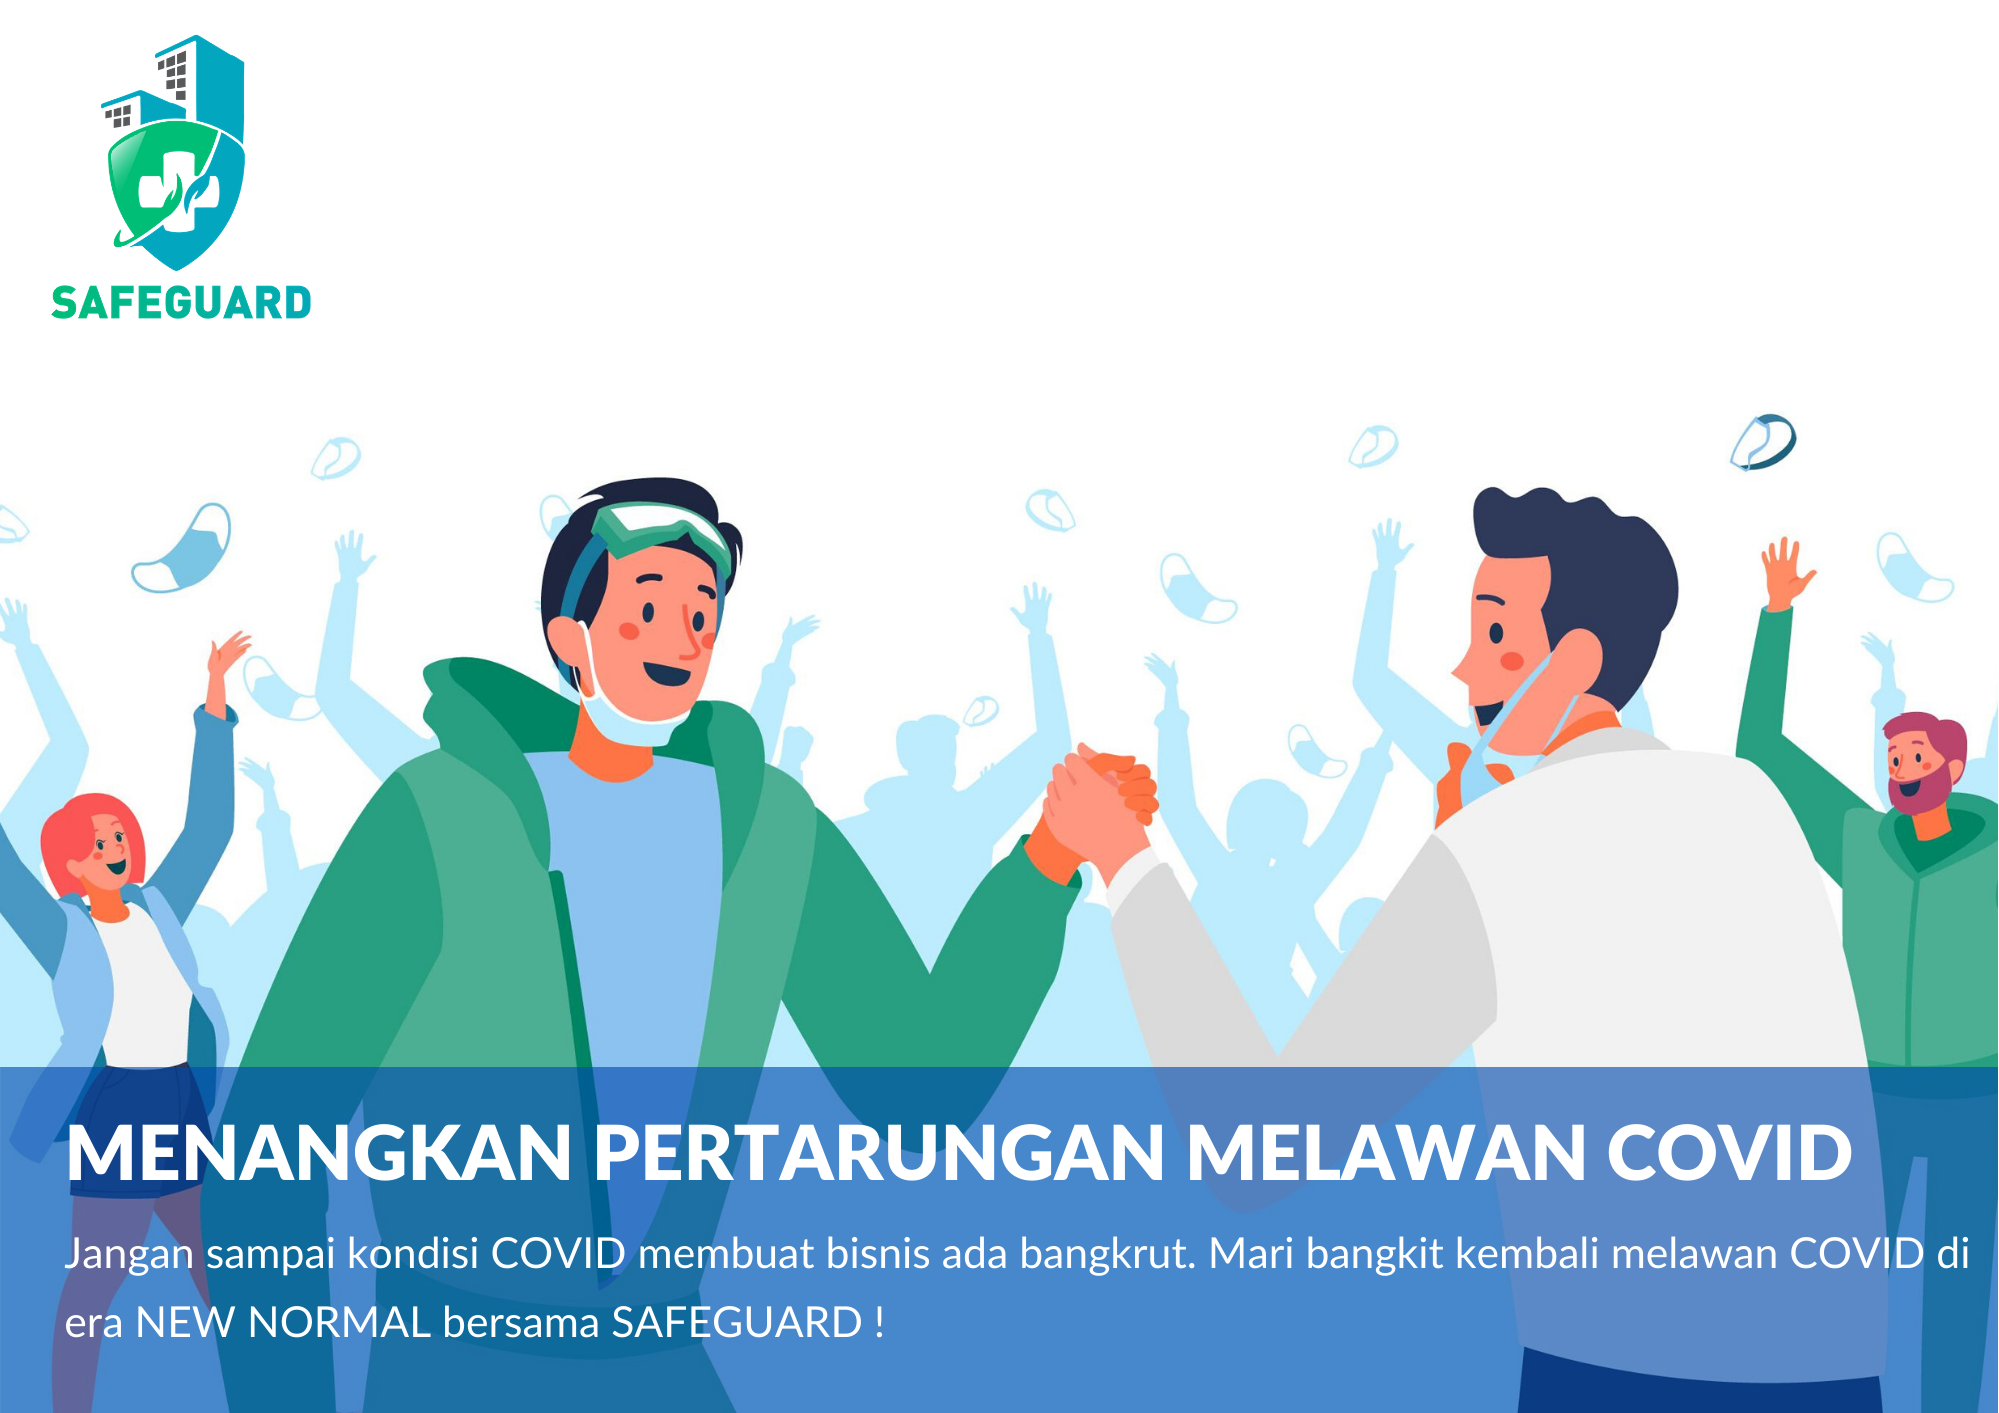 SAFEGUARD
MENANGKAN PERTARUNGAN MELAWAN COVID
Jangan sampai kondisi COVID membuat bisnis ada bangkrut. Mari bangkit kembali melawan COVID di
era NEW NORMAL bersama SAFEGUARD !